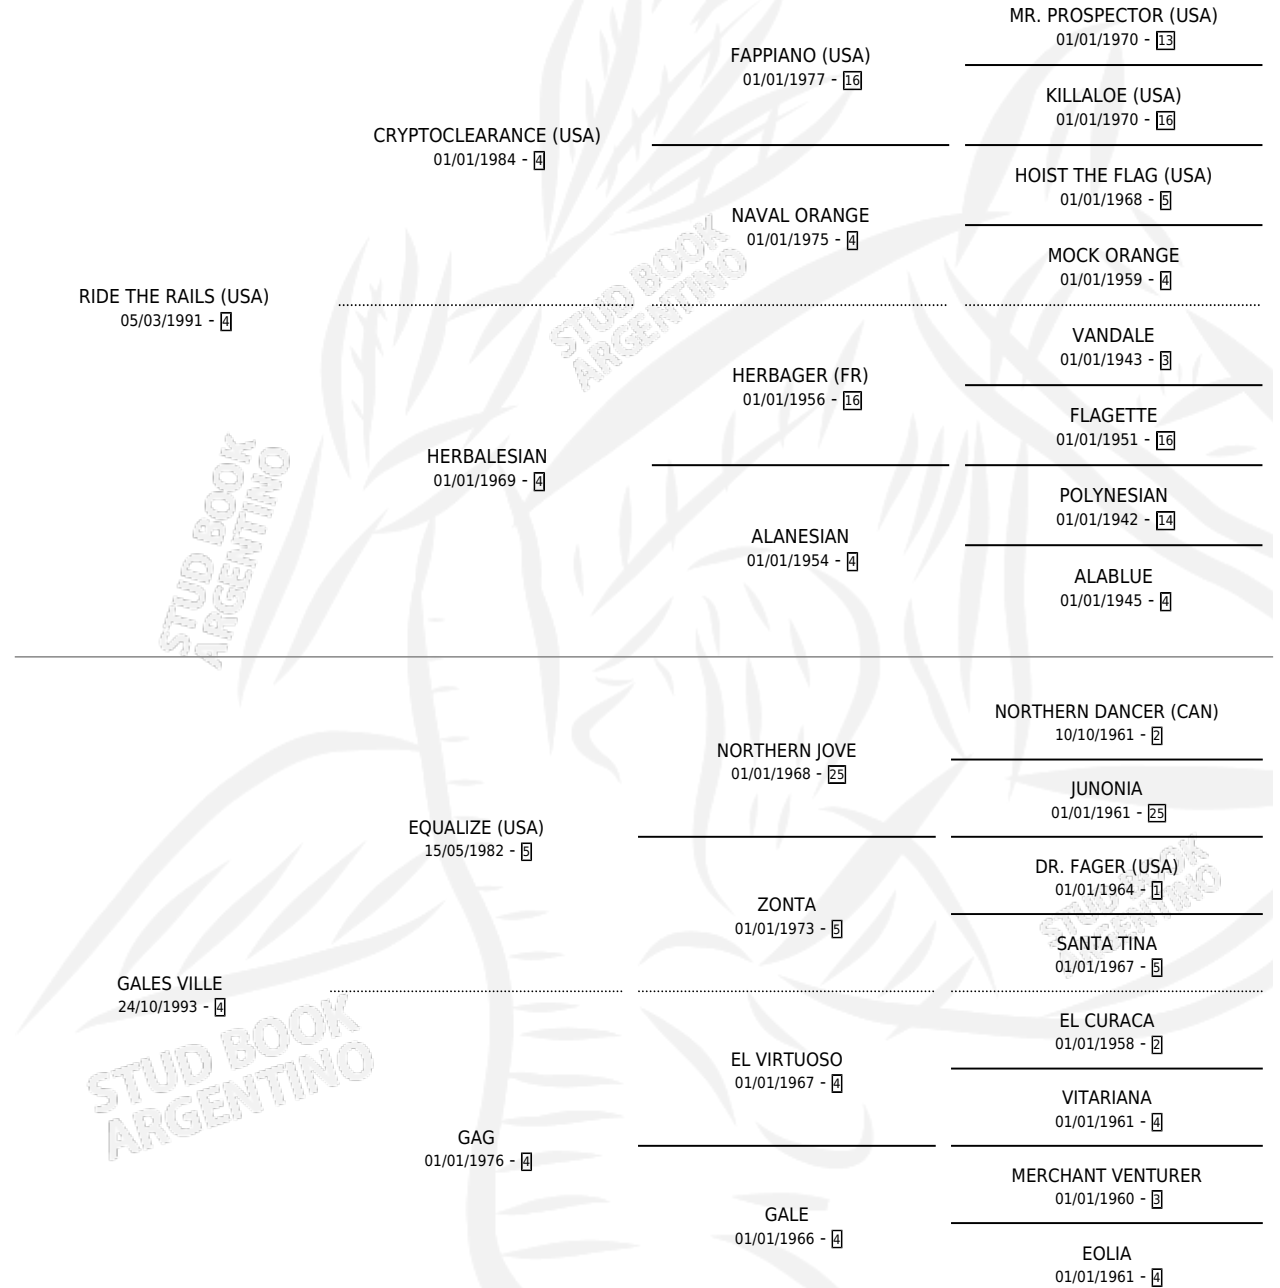 MR. PROSPECTOR (USA)
01/01/1970 - 13
FAPPIANO (USA)
01/01/1977 - 16
KILLALOE (USA)
01/01/1970 - 16
CRYPTOCLEARANCE (USA)
01/01/1984 - 4
HOIST THE FLAG (USA)
01/01/1968 - 5
NAVAL ORANGE
01/01/1975 - 4
MOCK ORANGE
01/01/1959 - 4
RIDE THE RAILS (USA)
05/03/1991 - 4
VANDALE
01/01/1943 - 3
HERBAGER (FR)
01/01/1956 - 16
FLAGETTE
01/01/1951 - 16
HERBALESIAN
01/01/1969 - 4
POLYNESIAN
01/01/1942 - 14
ALANESIAN
01/01/1954 - 4
ALABLUE
01/01/1945 - 4
NORTHERN DANCER (CAN)
10/10/1961 - 2
NORTHERN JOVE
01/01/1968 - 25
JUNONIA
01/01/1961 - 25
EQUALIZE (USA)
15/05/1982 - 5
DR. FAGER (USA)
01/01/1964 - 1
ZONTA
01/01/1973 - 5
SANTA TINA
01/01/1967 - 5
GALES VILLE
24/10/1993 - 4
EL CURACA
01/01/1958 - 2
EL VIRTUOSO
01/01/1967 - 4
VITARIANA
01/01/1961 - 4
GAG
01/01/1976 - 4
MERCHANT VENTURER
01/01/1960 - 3
GALE
01/01/1966 - 4
EOLIA
01/01/1961 - 4
STUD BOOK
ARGENTINO
STUD BOOK
ARGENTINO
STUD BOOK
ARGENTINO
STUD BOOK
ARGENTINO